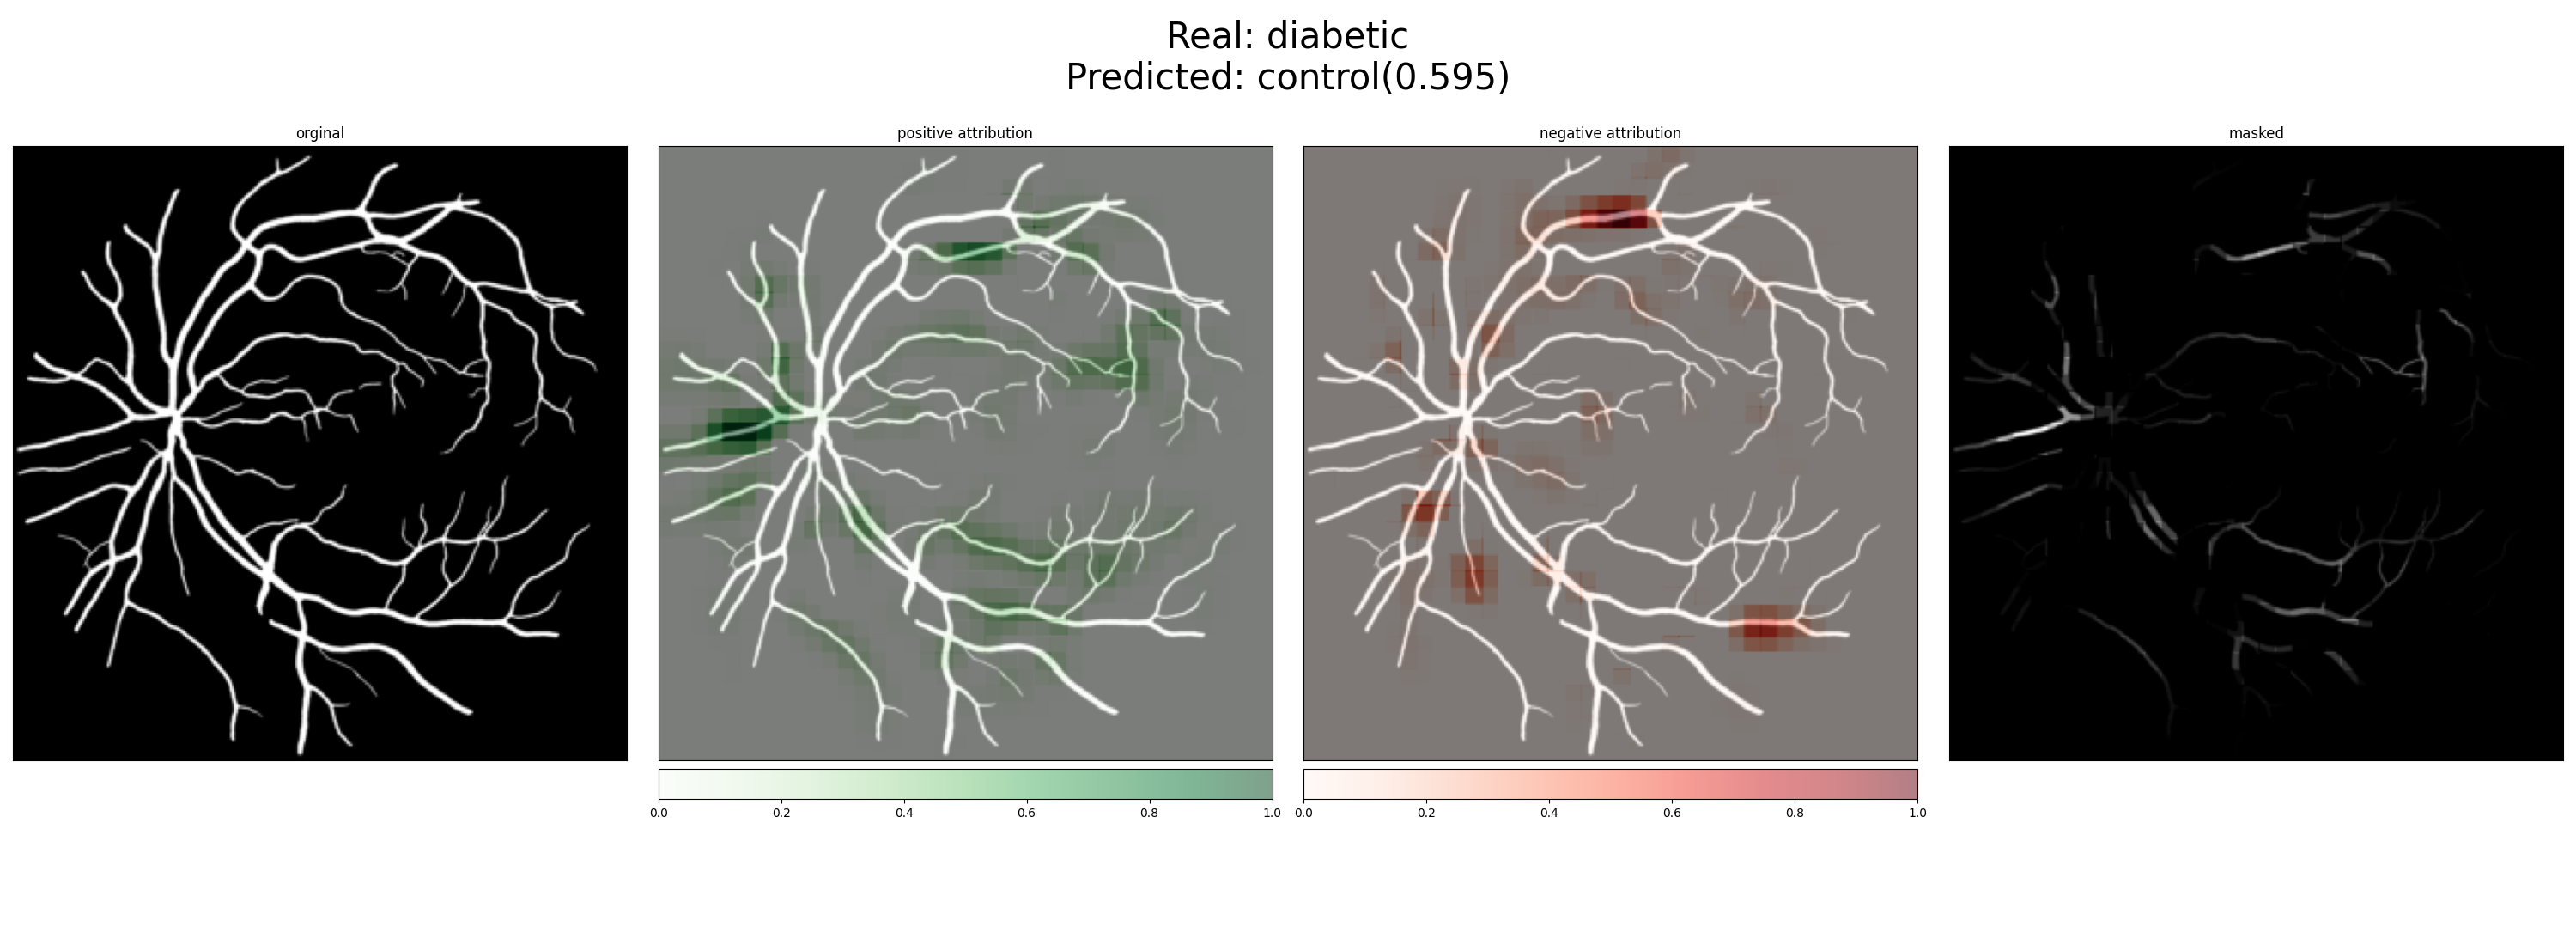 Real: diabetic
Predicted: control(0.595)
orginal
positive attribution
negative attribution
masked
0.0 0.2 0.4 0.6 0.8 1.0
0.0 0.2 0.4 0.6 0.8 1.0